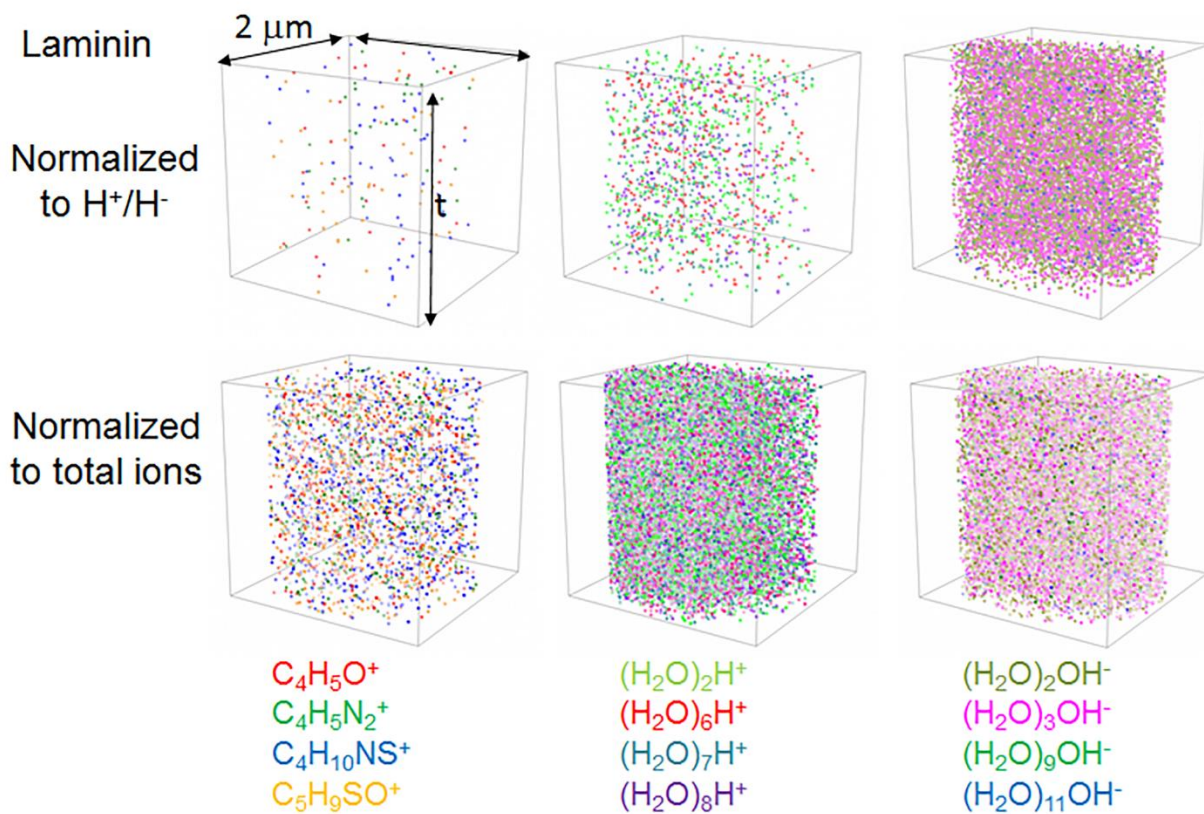 Laminin
2 μm
Normalized
to H⁺/H⁻
t
Normalized
to total ions
C₄H₅O⁺
C₄H₅N₂⁺
C₄H₁₀NS⁺
C₅H₉SO⁺
(H₂O)₂H⁺
(H₂O)₆H⁺
(H₂O)₇H⁺
(H₂O)₈H⁺
(H₂O)₂OH⁻
(H₂O)₃OH⁻
(H₂O)₉OH⁻
(H₂O)₁₁OH⁻